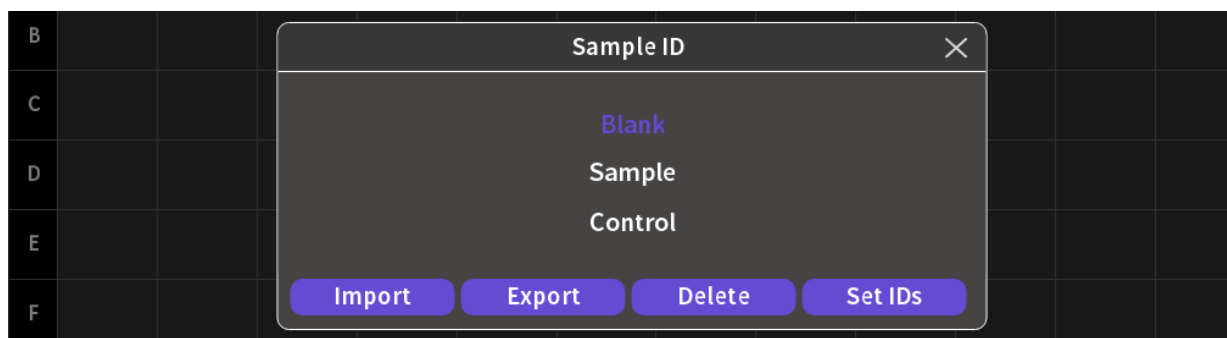 B
Sample ID
C
Blank
D
Sample
Control
E
Import Export Delete Set IDs
F